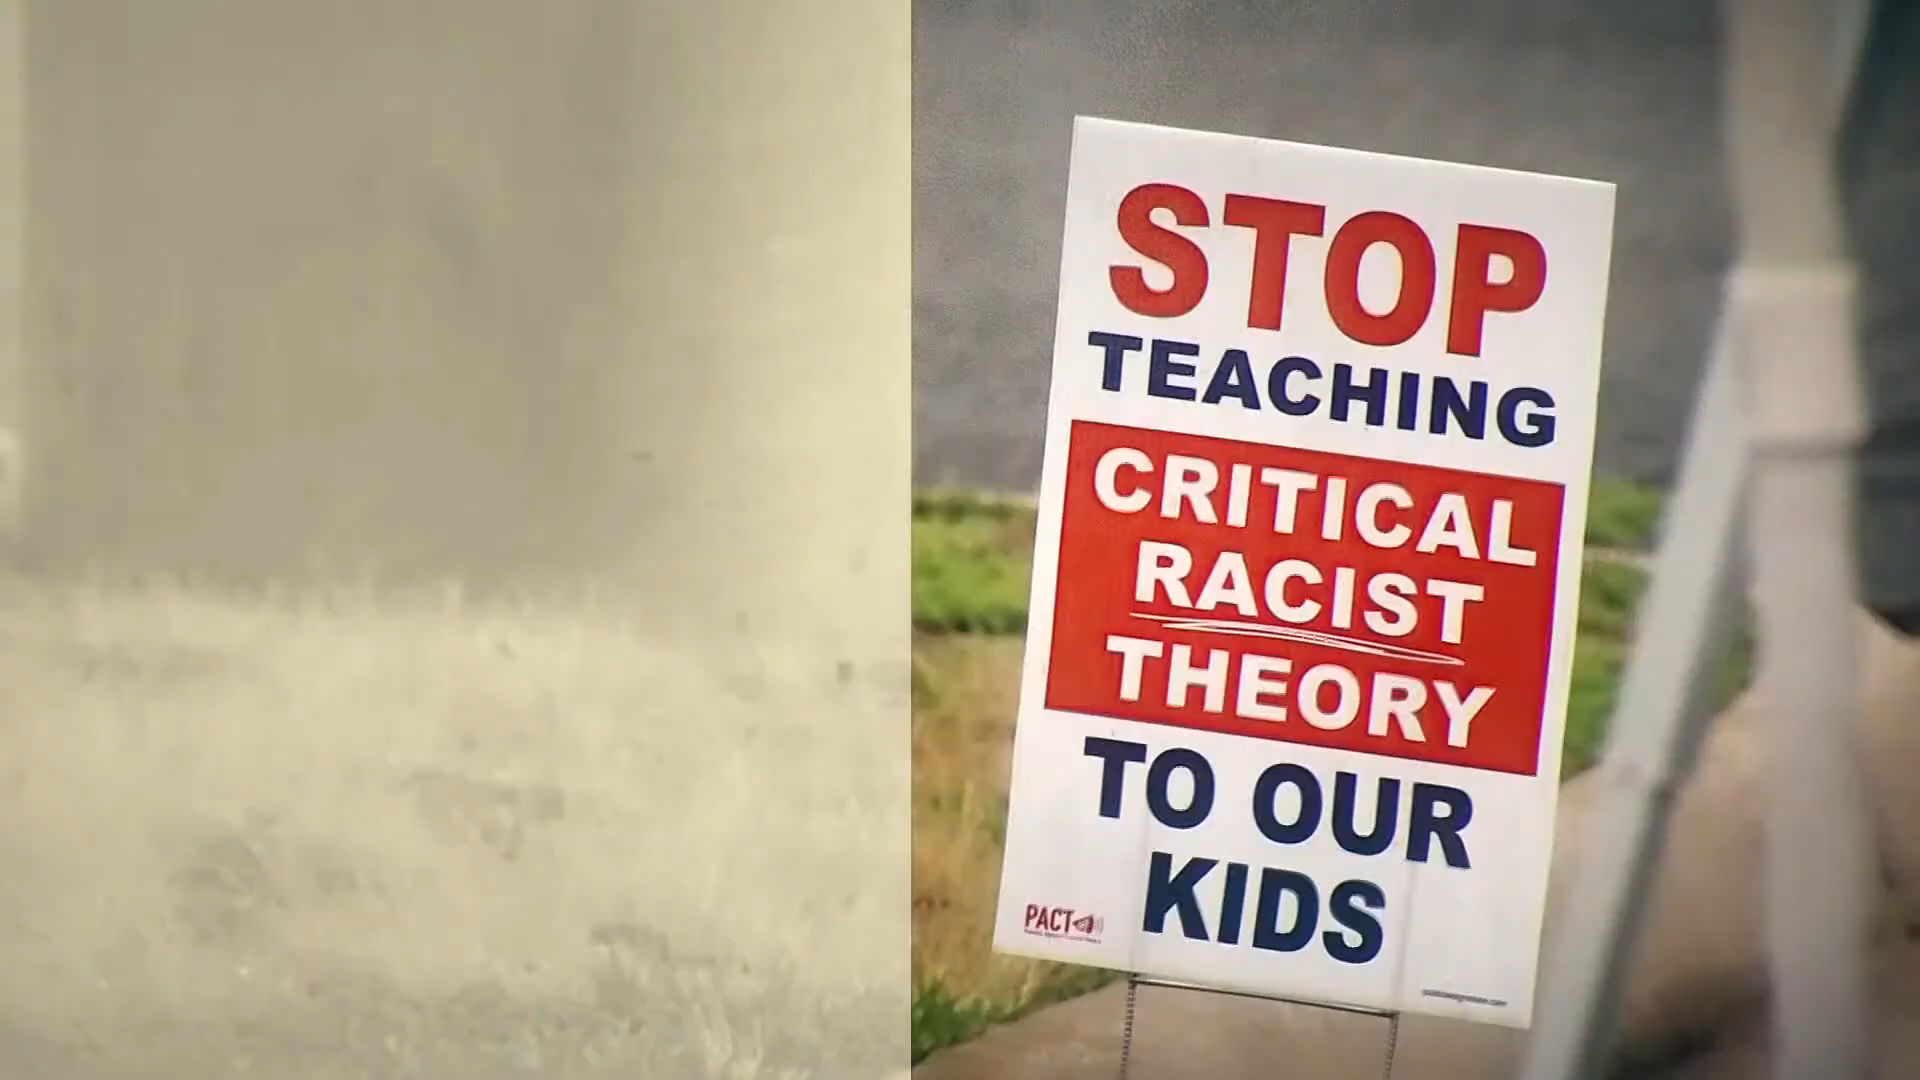 STOP
TEACHING
CRITICAL
RACIST
THEORY
TO OUR
KIDS
PACT